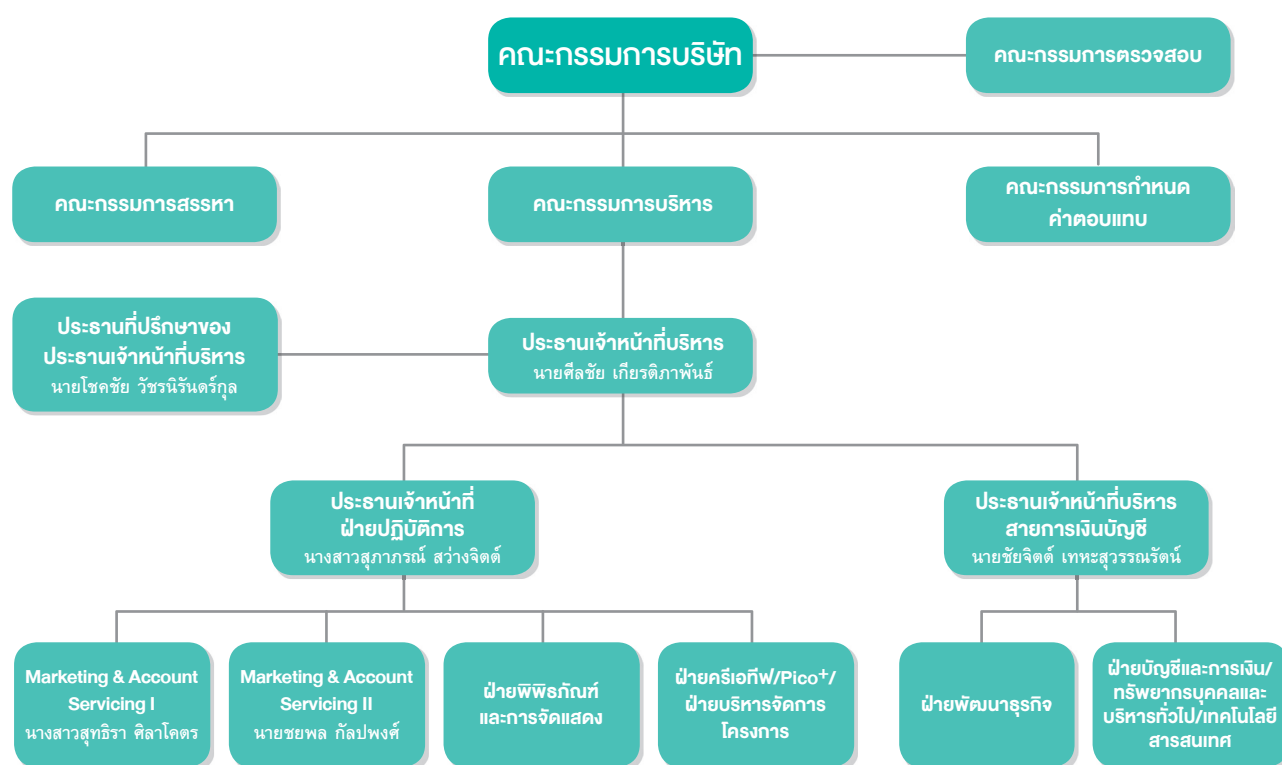 คณะกรรมการบริษัท
คณะกรรมการตรวจสอบ
คณะกรรมการสรรหา
คณะกรรมการบริหาร
คณะกรรมการกำหนด
ค่าตอบแทน
ประธานที่ปรึกษาของ
ประธานเจ้าหน้าที่บริหาร
นายโชคชัย วัชรนิรันดร์กุล
ประธานเจ้าหน้าที่บริหาร
นายศีลชัย เกียรติภาพันธ์
ประธานเจ้าหน้าที่
ฝ่ายปฏิบัติการ
นางสาวสุภาภรณ์ สว่างจิตต์
ประธานเจ้าหน้าที่บริหาร
สายการเงินบัญชี
นายชัยจิตต์ เทหะสุวรรณรัตน์
Marketing & Account
Servicing I
นางสาวสุทธิรา ศิลาโคตร
Marketing & Account
Servicing II
นายชยพล กัลปพงศ์
ฝ่ายพิพิธภัณฑ์
และการจัดแสดง
ฝ่ายครีเอทีฟ/Pico+/
ฝ่ายบริหารจัดการ
โครงการ
ฝ่ายพัฒนาธุรกิจ
ฝ่ายบัญชีและการเงิน/
ทรัพยากรบุคคลและ
บริหารทั่วไป/เทคโนโลยี
สารสนเทศ